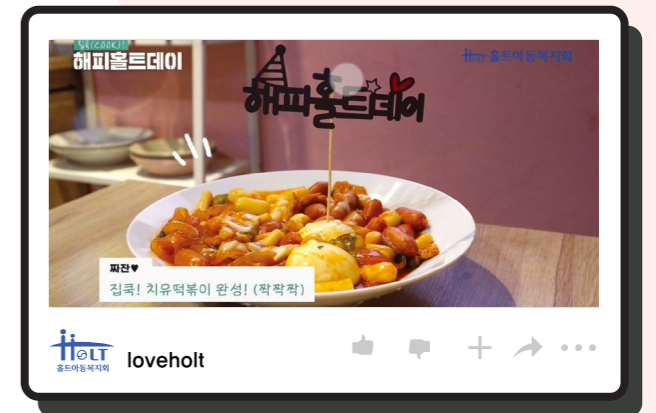 집쿡(COOK)!
해피홀트데이
HOLT 홀트아동복지회
해피홀트데이
짜잔♥
집쿡! 치유떡볶이 완성! (짝짝짝)
HOLT
홀트아동복지회
loveholt